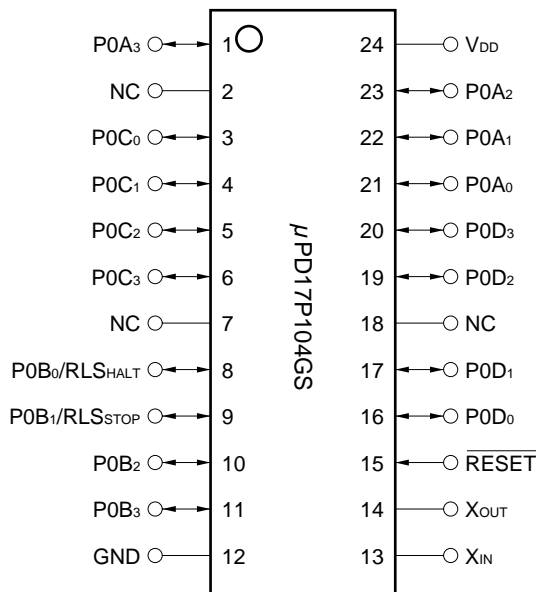 P0A3 1 24 VDD
NC 2 23 P0A2
P0C0 3 22 P0A1
P0C1 4 21 P0A0
P0C2 5 20 P0D3
P0C3 6 19 P0D2
NC 7 18 NC
P0B0/RLSHALT 8 17 P0D1
P0B1/RLSSTOP 9 16 P0D0
P0B2 10 15 RESET
P0B3 11 14 XOUT
GND 12 13 XIN
μPD17P104GS